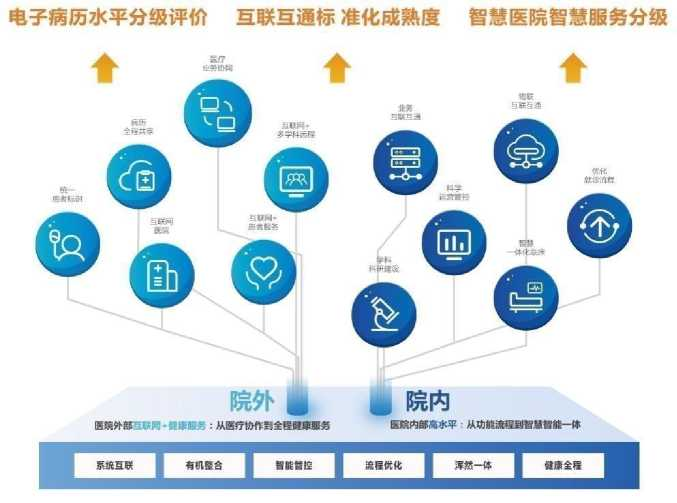 电子病历水平分级评价
互联互通标 准化成熟度
智慧医院智慧服务分级
医疗
业务协同
病历
全程共享
互联网+
多学科远程
统一
患者标识
互联网
医院
互联网+
患者服务
业务
互联互通
物联
互联互通
科学
运营管控
优化
就诊流程
学科
科研建设
智慧
一体化临床
院外
院内
医院外部互联网+健康服务：从医疗协作到全程健康服务
医院内部高水平：从功能流程到智慧智能一体
系统互联
有机整合
智能管控
流程优化
浑然一体
健康全程